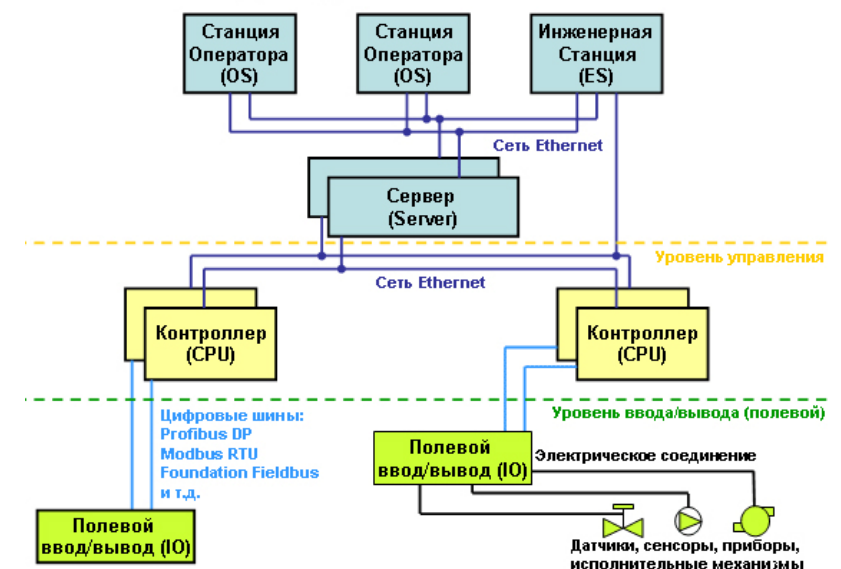 Станция
Оператора
(OS)
Станция
Оператора
(OS)
Инженерная
Станция
(ES)
Сеть Ethernet
Сервер
(Server)
Уровень управления
Сеть Ethernet
Контроллер
(CPU)
Контроллер
(CPU)
Уровень ввода/вывода (полевой)
Цифровые шины:
Profibus DP
Modbus RTU
Foundation Fieldbus
и т.д.
Полевой
ввод/вывод (IO)
Электрическое соединение
Полевой
ввод/вывод (IO)
Датчики, сенсоры, приборы,
исполнительные механизмы